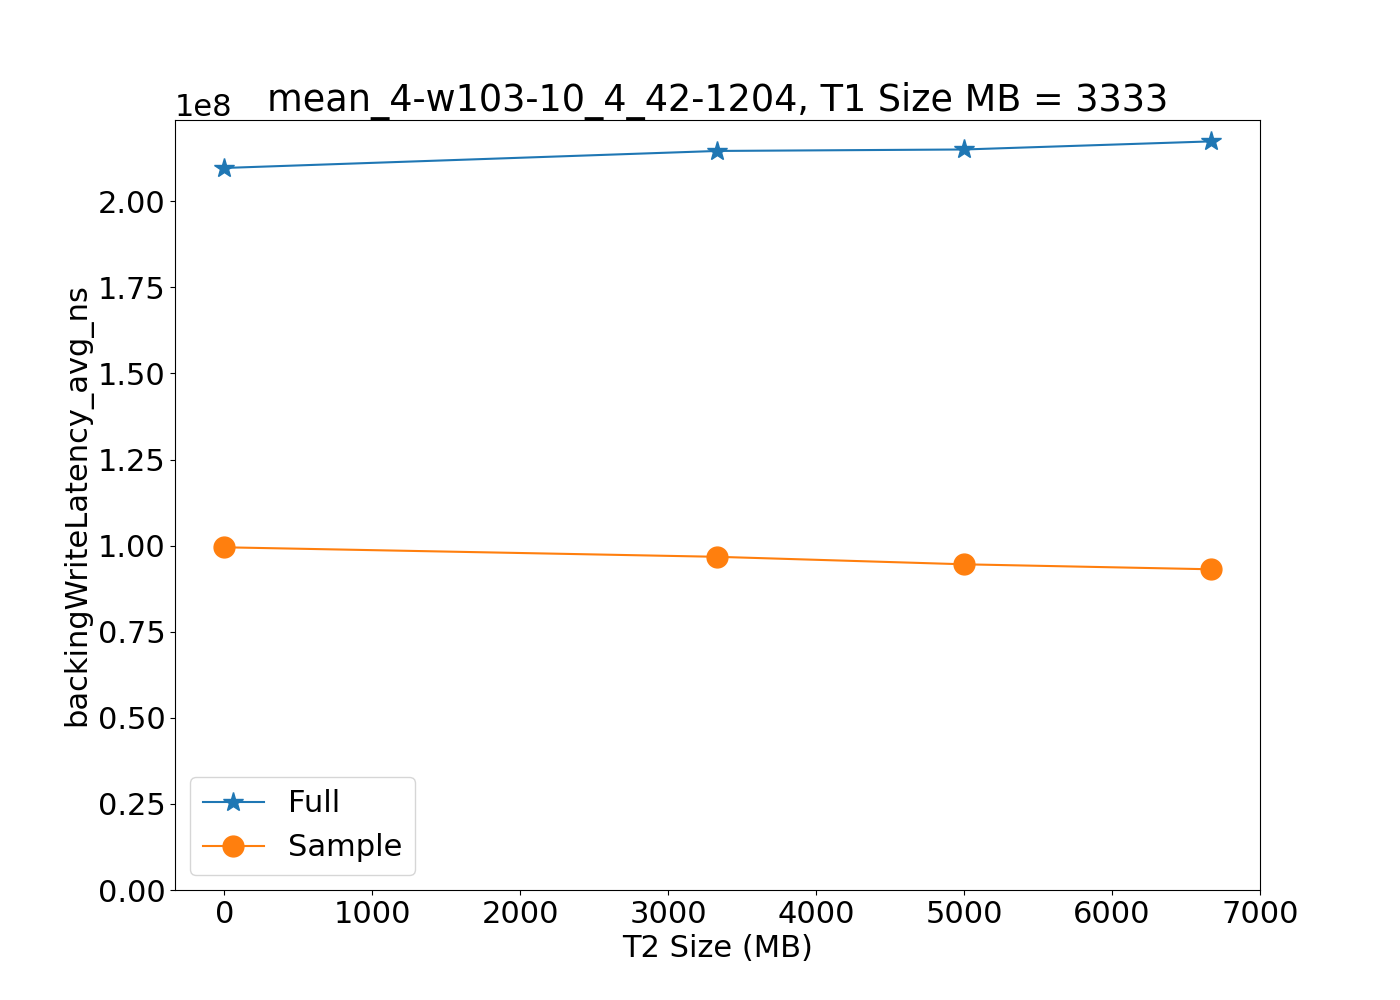 1e8
mean_4-w103-10_4_42-1204, T1 Size MB = 3333
backingWriteLatency_avg_ns
2.00
1.75
1.50
1.25
1.00
0.75
0.50
0.25
0.00
Full
Sample
0 1000 2000 3000 4000 5000 6000 7000
T2 Size (MB)